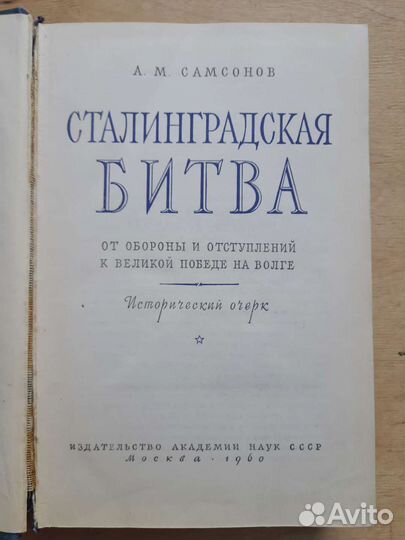 А. М. САМСОНОВ
СТАЛИНГРАДСКАЯ
БИТВА
ОТ ОБОРОНЫ И ОТСТУПЛЕНИЙ
К ВЕЛИКОЙ ПОБЕДЕ НА ВОЛГЕ
Исторический очерк
ИЗДАТЕЛЬСТВО АКАДЕМИИ НАУК СССР
Москва · 1960
Avito